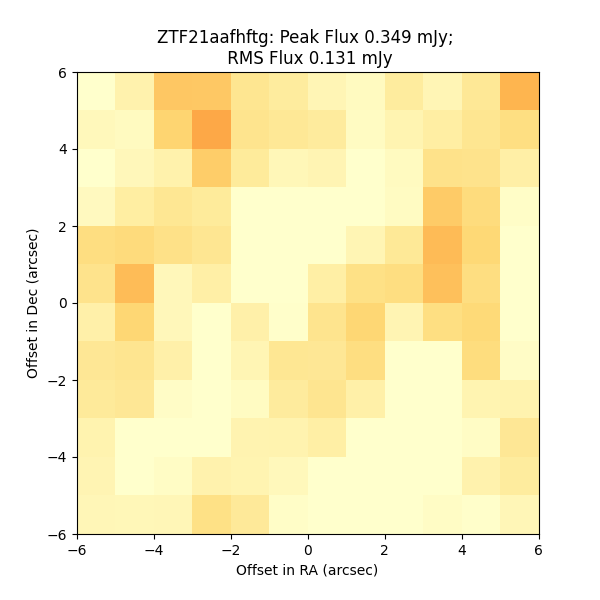 ZTF21aafhftg: Peak Flux 0.349 mJy;
RMS Flux 0.131 mJy
6
4
2
0
−2
−4
−6
Offset in Dec (arcsec)
−6 −4 −2 0 2 4 6
Offset in RA (arcsec)